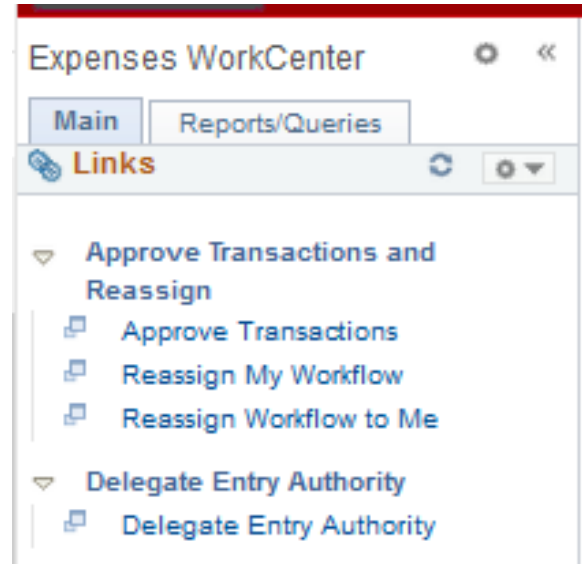 Expenses WorkCenter
Main
Reports/Queries
Links
Approve Transactions and
Reassign
Approve Transactions
Reassign My Workflow
Reassign Workflow to Me
Delegate Entry Authority
Delegate Entry Authority